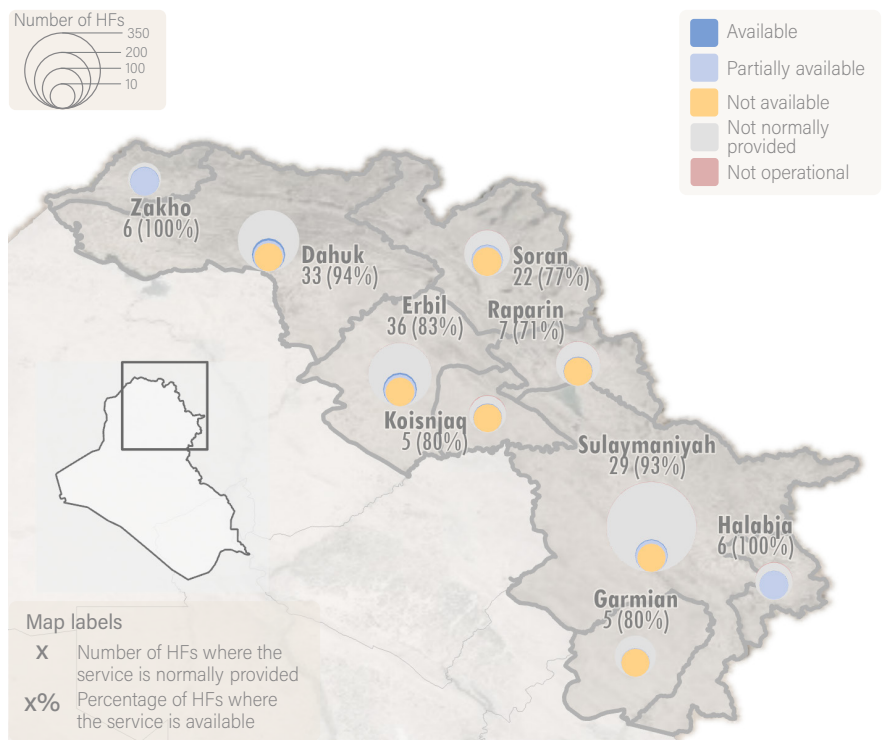 Number of HFs
350
200
100
10
Available
Partially available
Not available
Not normally
provided
Not operational
Zakho
6 (100%)
Dahuk
33 (94%)
Soran
22 (77%)
Erbil
36 (83%)
Raparin
7 (71%)
Koisnjaq
5 (80%)
Sulaymaniyah
29 (93%)
Halabja
6 (100%)
Garmian
5 (80%)
Map labels
X Number of HFs where the
service is normally provided
x% Percentage of HFs where
the service is available